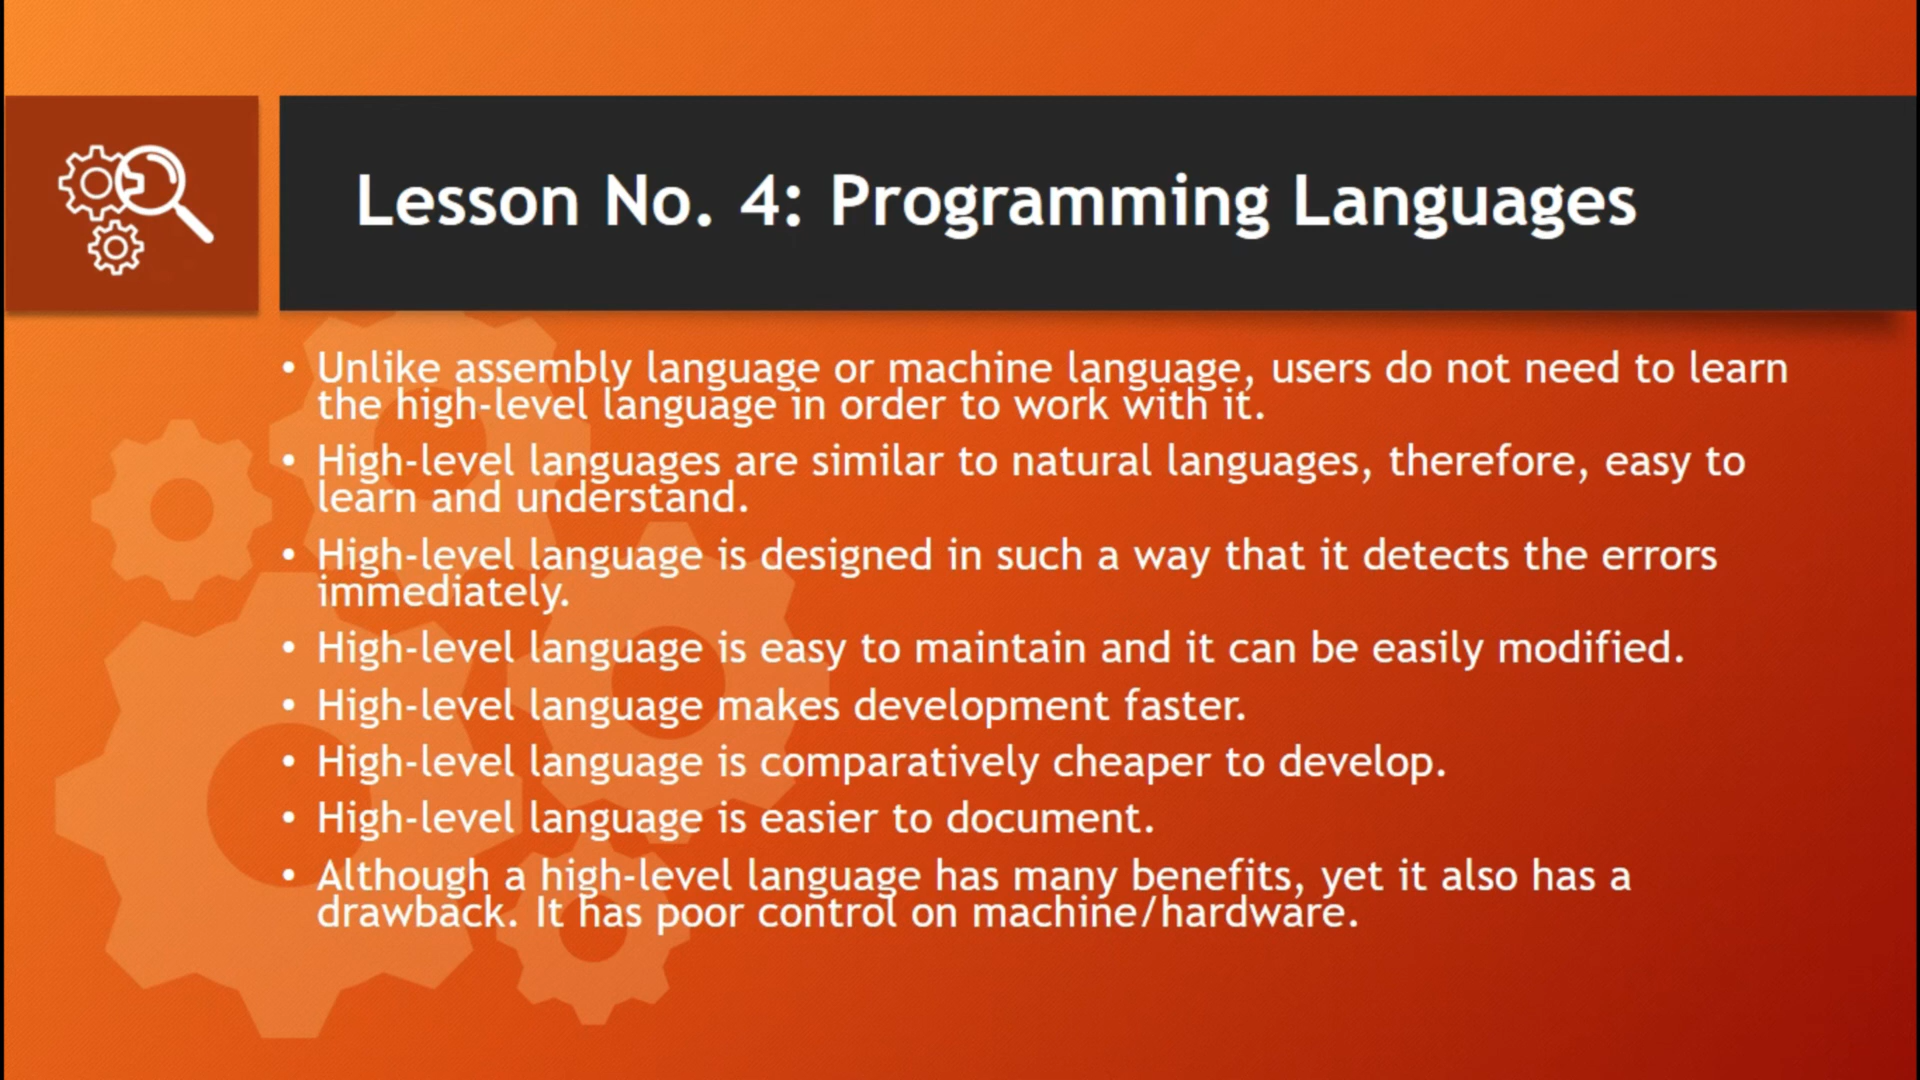 Lesson No. 4: Programming Languages
• Unlike assembly language or machine language, users do not need to learn
the high-level language in order to work with it.
• High-level languages are similar to natural languages, therefore, easy to
learn and understand.
• High-level language is designed in such a way that it detects the errors
immediately.
• High-level language is easy to maintain and it can be easily modified.
• High-level language makes development faster.
• High-level language is comparatively cheaper to develop.
• High-level language is easier to document.
• Although a high-level language has many benefits, yet it also has a
drawback. It has poor control on machine/hardware.